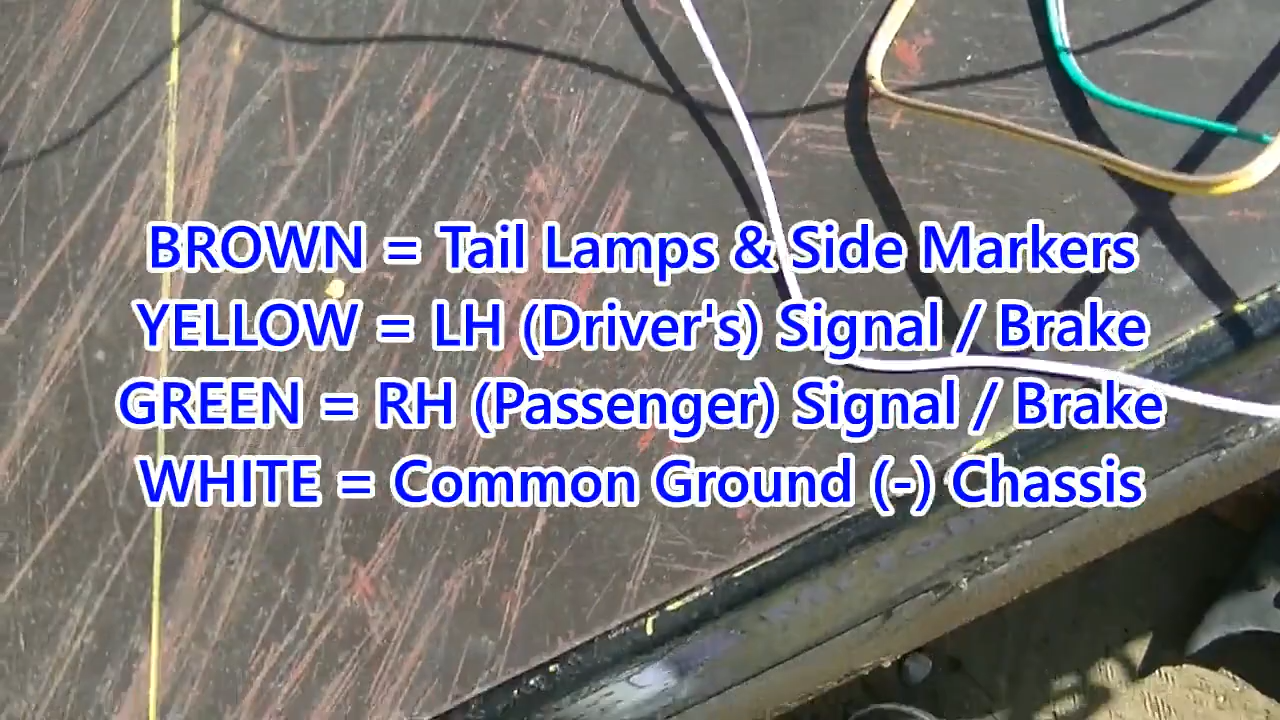 BROWN = Tail Lamps & Side Markers
YELLOW = LH (Driver's) Signal / Brake
GREEN = RH (Passenger) Signal / Brake
WHITE = Common Ground (-) Chassis